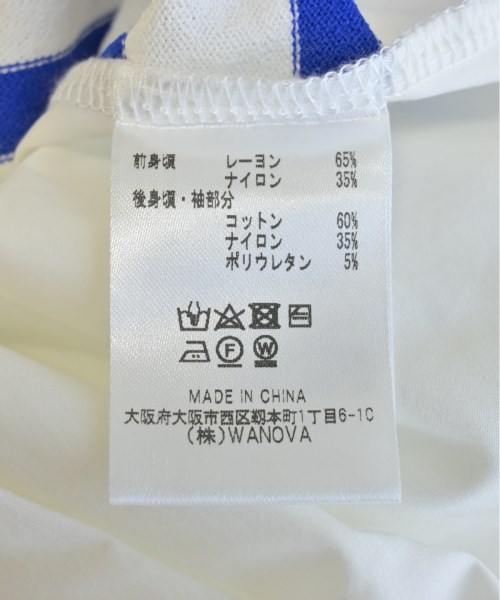 前身頃 レーヨン 65%
ナイロン 35%
後身頃・袖部分
コットン 60%
ナイロン 35%
ポリウレタン 5%
F W
MADE IN CHINA
大阪府大阪市西区靱本町1丁目6-10
(株)WANOVA